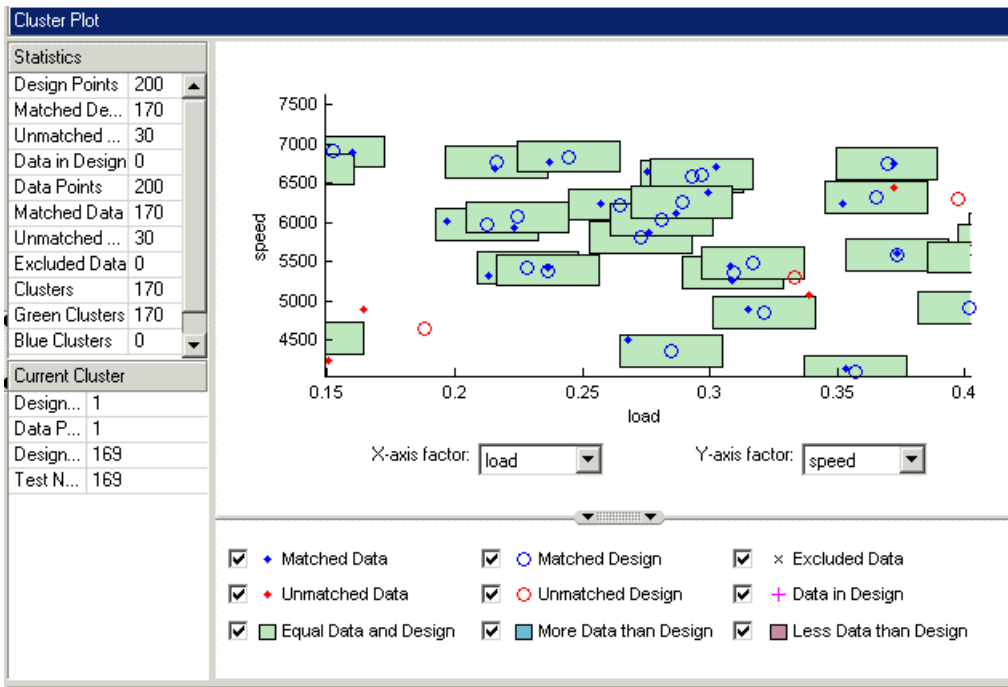 Cluster Plot
Statistics
Design Points 200
Matched De... 170
Unmatched ... 30
Data in Design 0
Data Points 200
Matched Data 170
Unmatched ... 30
Excluded Data 0
Clusters 170
Green Clusters 170
Blue Clusters 0
Current Cluster
Design... 1
Data P... 1
Design... 169
Test N... 169
7500
7000
6500
6000
5500
5000
4500
speed
0.15 0.2 0.25 0.3 0.35 0.4
load
X-axis factor: load Y-axis factor: speed
Matched Data Matched Design Excluded Data
Unmatched Data Unmatched Design Data in Design
Equal Data and Design More Data than Design Less Data than Design